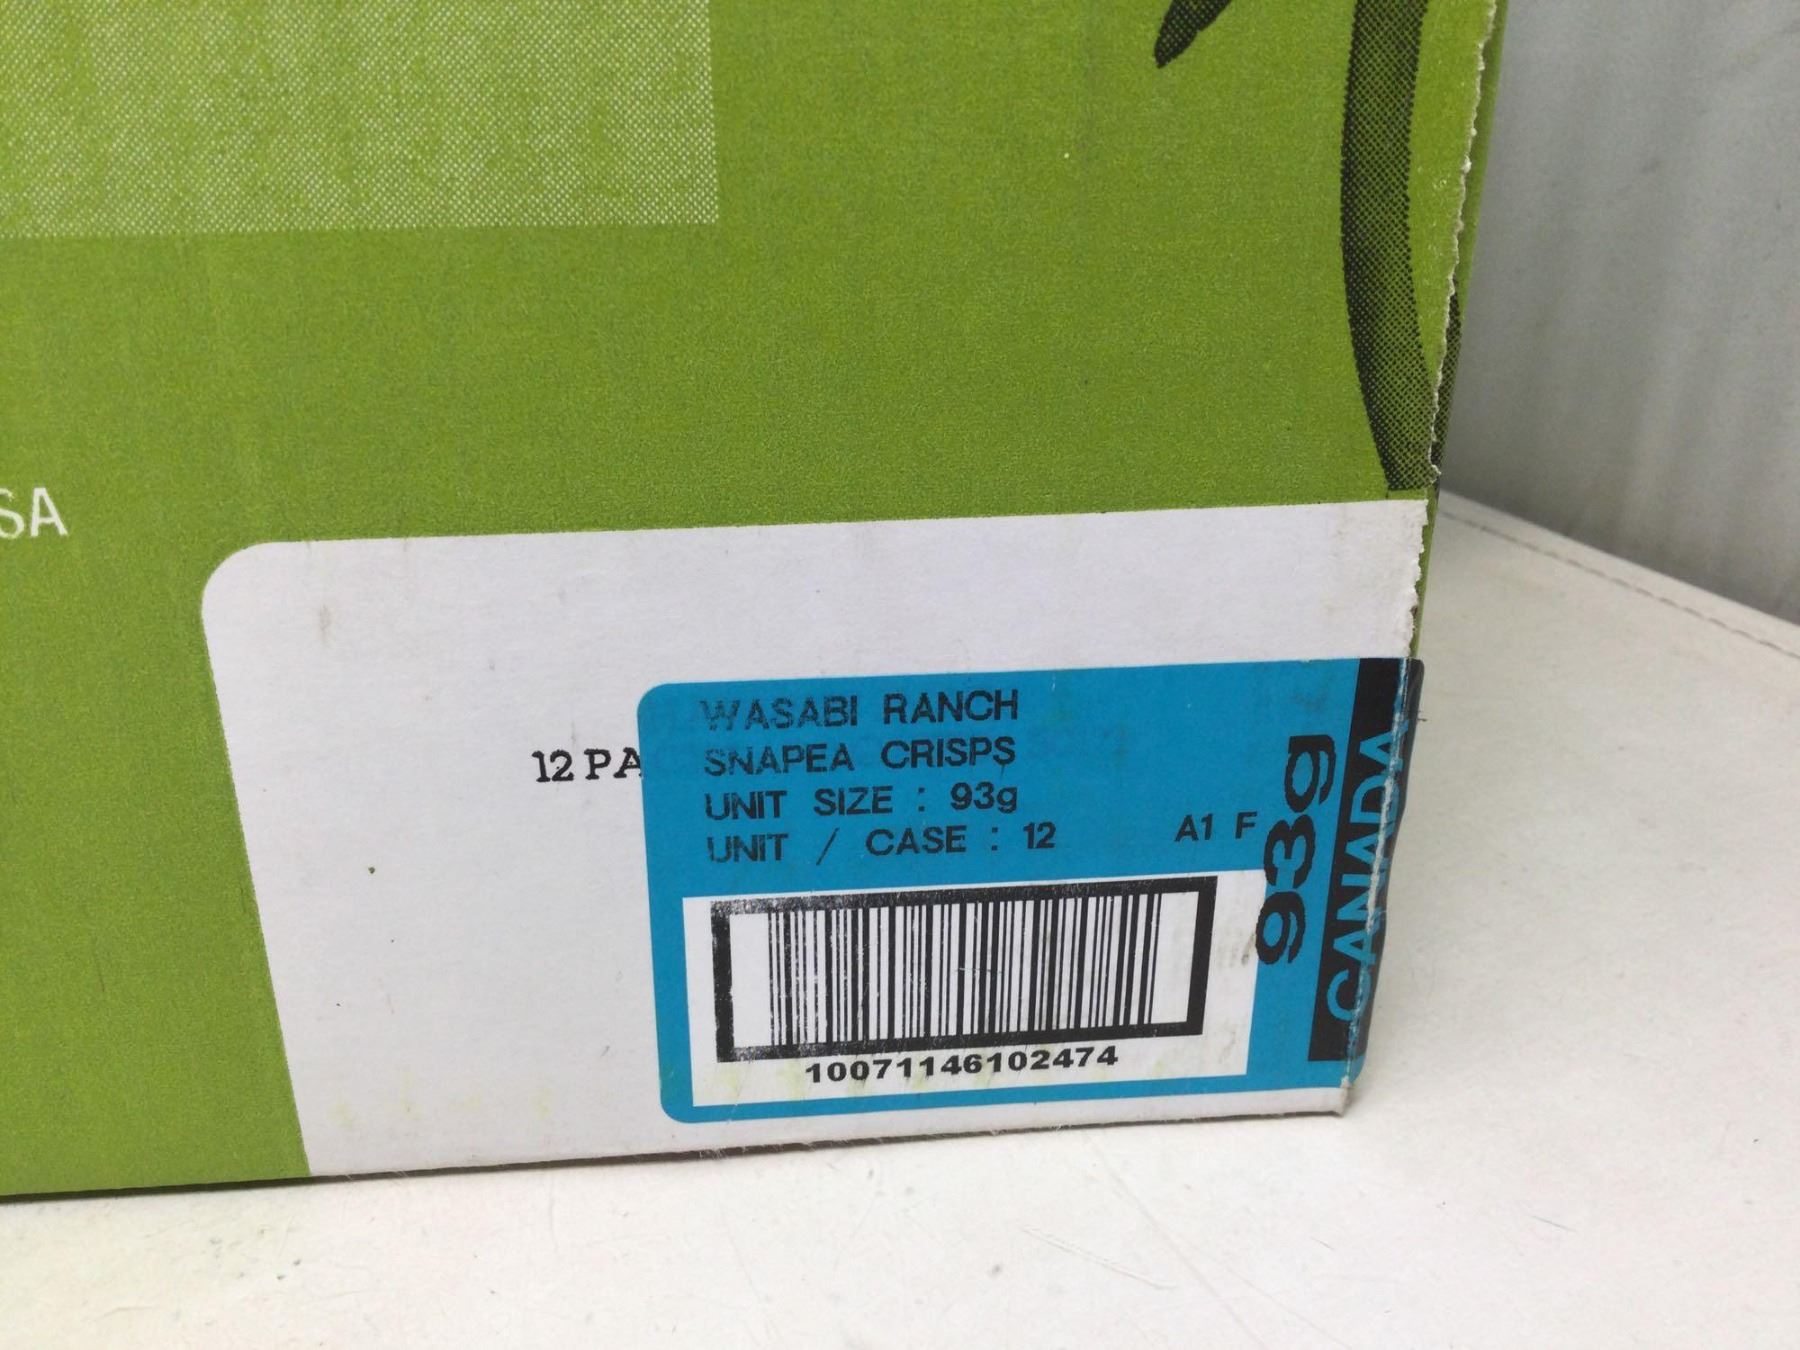 SA
12 PA
WASABI RANCH
SNAPEA CRISPS
UNIT SIZE : 93g
UNIT / CASE : 12
A1 F
93g
CANADA
10071146102474